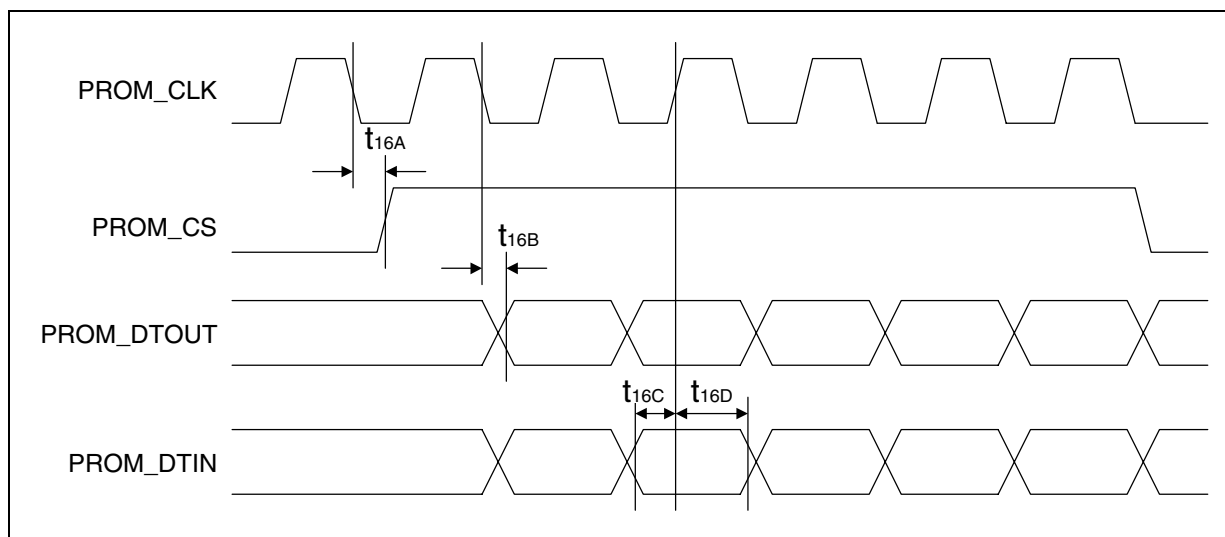 PROM_CLK
t16A
PROM_CS
t16B
PROM_DTOUT
t16C t16D
PROM_DTIN